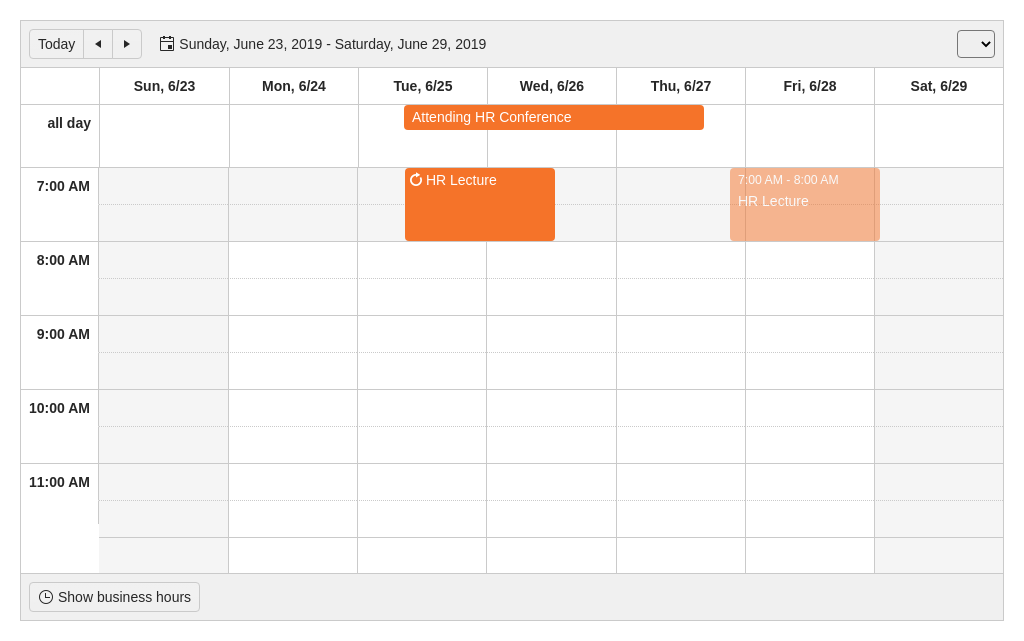 Today
Sunday, June 23, 2019 - Saturday, June 29, 2019
Sun, 6/23
Mon, 6/24
Tue, 6/25
Wed, 6/26
Thu, 6/27
Fri, 6/28
Sat, 6/29
all day
Attending HR Conference
7:00 AM
HR Lecture
7:00 AM - 8:00 AM
HR Lecture
8:00 AM
9:00 AM
10:00 AM
11:00 AM
Show business hours